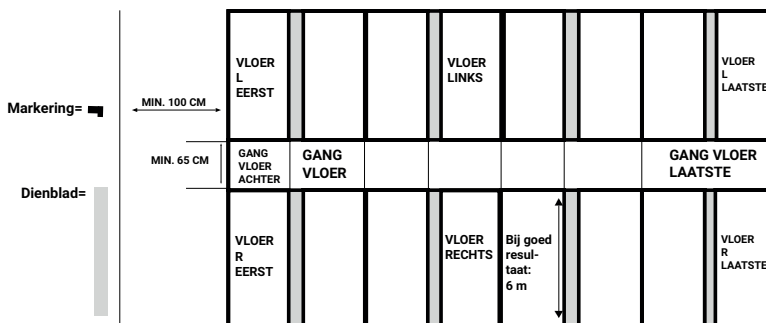 VLOER
L
EERST
VLOER
LINKS
VLOER
L
LAATSTE
Markering=
MIN. 100 CM
MIN. 65 CM
GANG
VLOER
ACHTER
GANG
VLOER
GANG VLOER
LAATSTE
Dienblad=
VLOER
R
EERST
VLOER
RECHTS
Bij goed
resul-
taat:
6 m
VLOER
R
LAATSTE